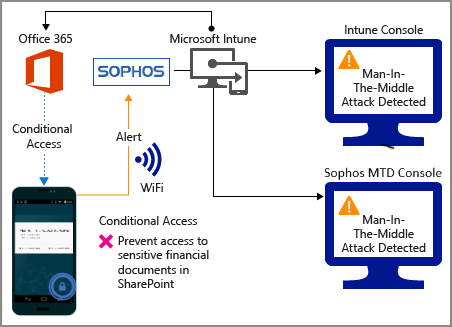 Office 365
Microsoft Intune
Intune Console
SOPHOS
Man-In-
The-Middle
Attack Detected
Conditional
Access
Alert
WiFi
Sophos MTD Console
Man-In-
The-Middle
Attack Detected
Conditional Access
Prevent access to
sensitive financial
documents in
SharePoint